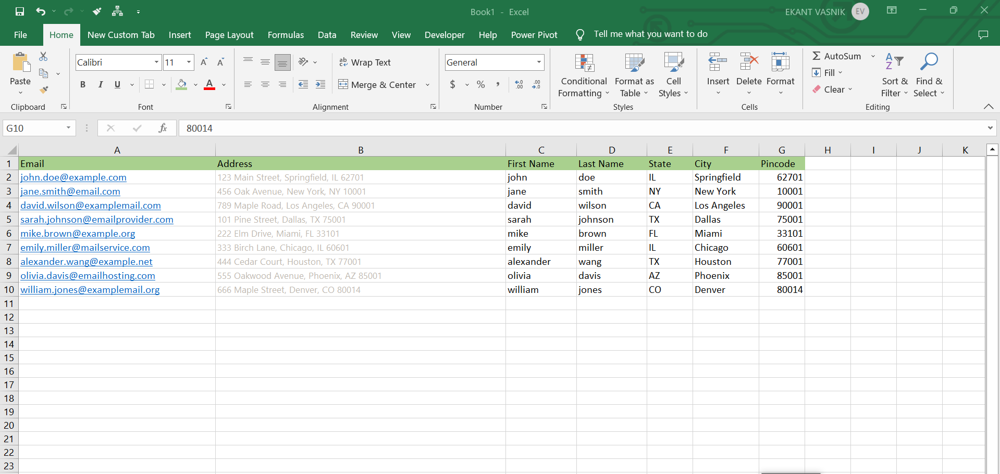 Book1 - Excel
EKANT VASNIK EV
File Home New Custom Tab Insert Page Layout Formulas Data Review View Developer Help Power Pivot Tell me what you want to do
Paste
Clipboard
Calibri 11 A A
B I U A
Font
ab c Wrap Text
Merge & Center
Alignment
General
$ % , .0 .00 .00 .0
Number
Conditional Formatting
Format as Table
Cell Styles
Styles
Insert Delete Format
Cells
AutoSum
Fill
Clear
Sort & Filter
Find & Select
Editing
G10 fx 80014
A B C D E F G H I J K
1 Email Address First Name Last Name State City Pincode
2 john.doe@example.com 123 Main Street, Springfield, IL 62701 john doe IL Springfield 62701
3 jane.smith@email.com 456 Oak Avenue, New York, NY 10001 jane smith NY New York 10001
4 david.wilson@examplemail.com 789 Maple Road, Los Angeles, CA 90001 david wilson CA Los Angeles 90001
5 sarah.johnson@emailprovider.com 101 Pine Street, Dallas, TX 75001 sarah johnson TX Dallas 75001
6 mike.brown@example.org 222 Elm Drive, Miami, FL 33101 mike brown FL Miami 33101
7 emily.miller@mailservice.com 333 Birch Lane, Chicago, IL 60601 emily miller IL Chicago 60601
8 alexander.wang@example.net 444 Cedar Court, Houston, TX 77001 alexander wang TX Houston 77001
9 olivia.davis@emailhosting.com 555 Oakwood Avenue, Phoenix, AZ 85001 olivia davis AZ Phoenix 85001
10 william.jones@examplemail.org 666 Maple Street, Denver, CO 80014 william jones CO Denver 80014
11
12
13
14
15
16
17
18
19
20
21
22
23